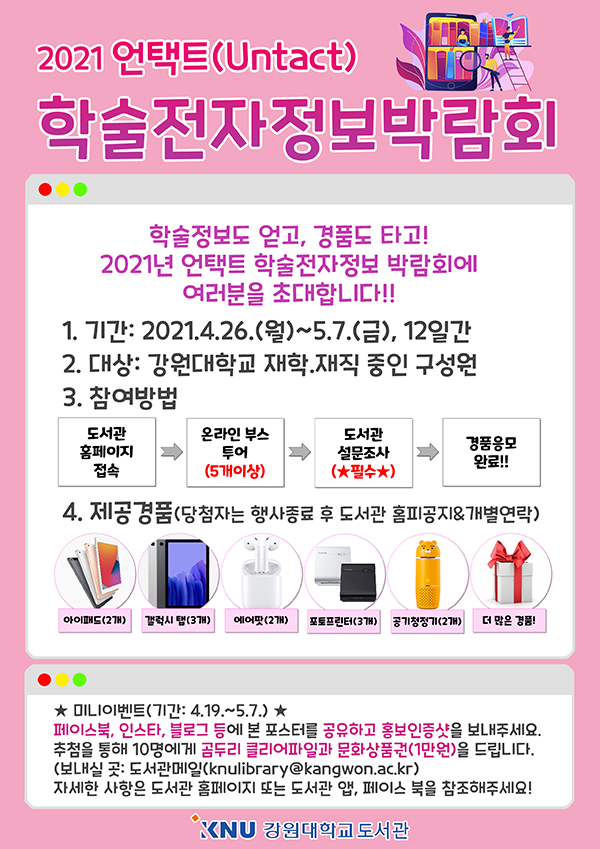 2021 언택트(Untact)
학술전자정보박람회
학술정보도 얻고, 경품도 타고!
2021년 언택트 학술전자정보 박람회에
여러분을 초대합니다!!
1. 기간: 2021.4.26.(월)~5.7.(금), 12일간
2. 대상: 강원대학교 재학.재직 중인 구성원
3. 참여방법
도서관
홈페이지
접속
온라인 부스
투어
(5개이상)
도서관
설문조사
(★필수★)
경품응모
완료!!
4. 제공경품(당첨자는 행사종료 후 도서관 홈피공지&개별연락)
아이패드(2개)
갤럭시 탭(3개)
에어팟(2개)
포토프린터(3개)
공기청정기(2개)
더 많은 경품!
★ 미니이벤트(기간: 4.19.~5.7.) ★
페이스북, 인스타, 블로그 등에 본 포스터를 공유하고 홍보인증샷을 보내주세요.
추첨을 통해 10명에게 곰두리 클리어파일과 문화상품권(1만원)을 드립니다.
(보내실 곳: 도서관메일(knulibrary@kangwon.ac.kr)
자세한 사항은 도서관 홈페이지 또는 도서관 앱, 페이스 북을 참조해주세요!
KNU 강원대학교도서관